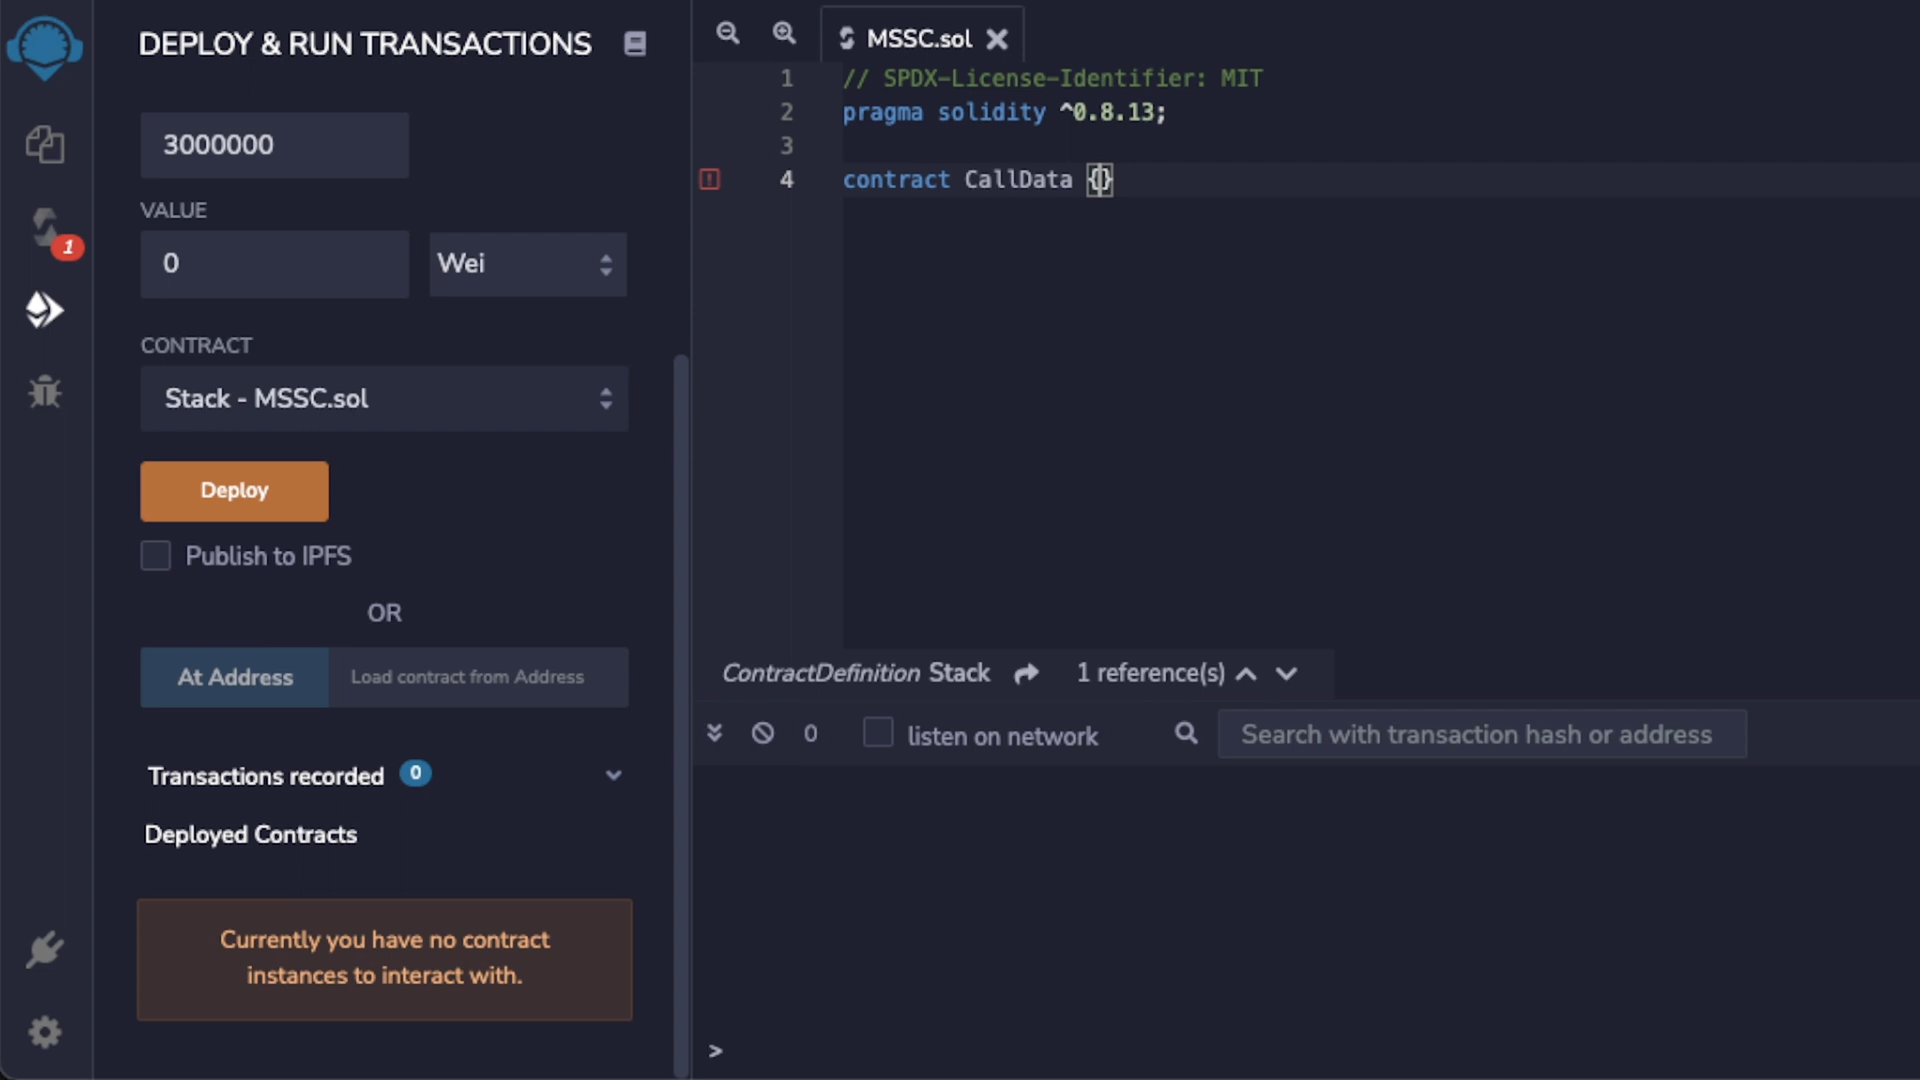 DEPLOY & RUN TRANSACTIONS
3000000
VALUE
0
Wei
CONTRACT
Stack - MSSC.sol
Deploy
Publish to IPFS
OR
At Address
Load contract from Address
Transactions recorded 0
Deployed Contracts
Currently you have no contract
instances to interact with.
1
MSSC.sol
1 // SPDX-License-Identifier: MIT
2 pragma solidity ^0.8.13;
3
4 contract CallData {}
ContractDefinition Stack 1 reference(s)
0 listen on network Search with transaction hash or address
>